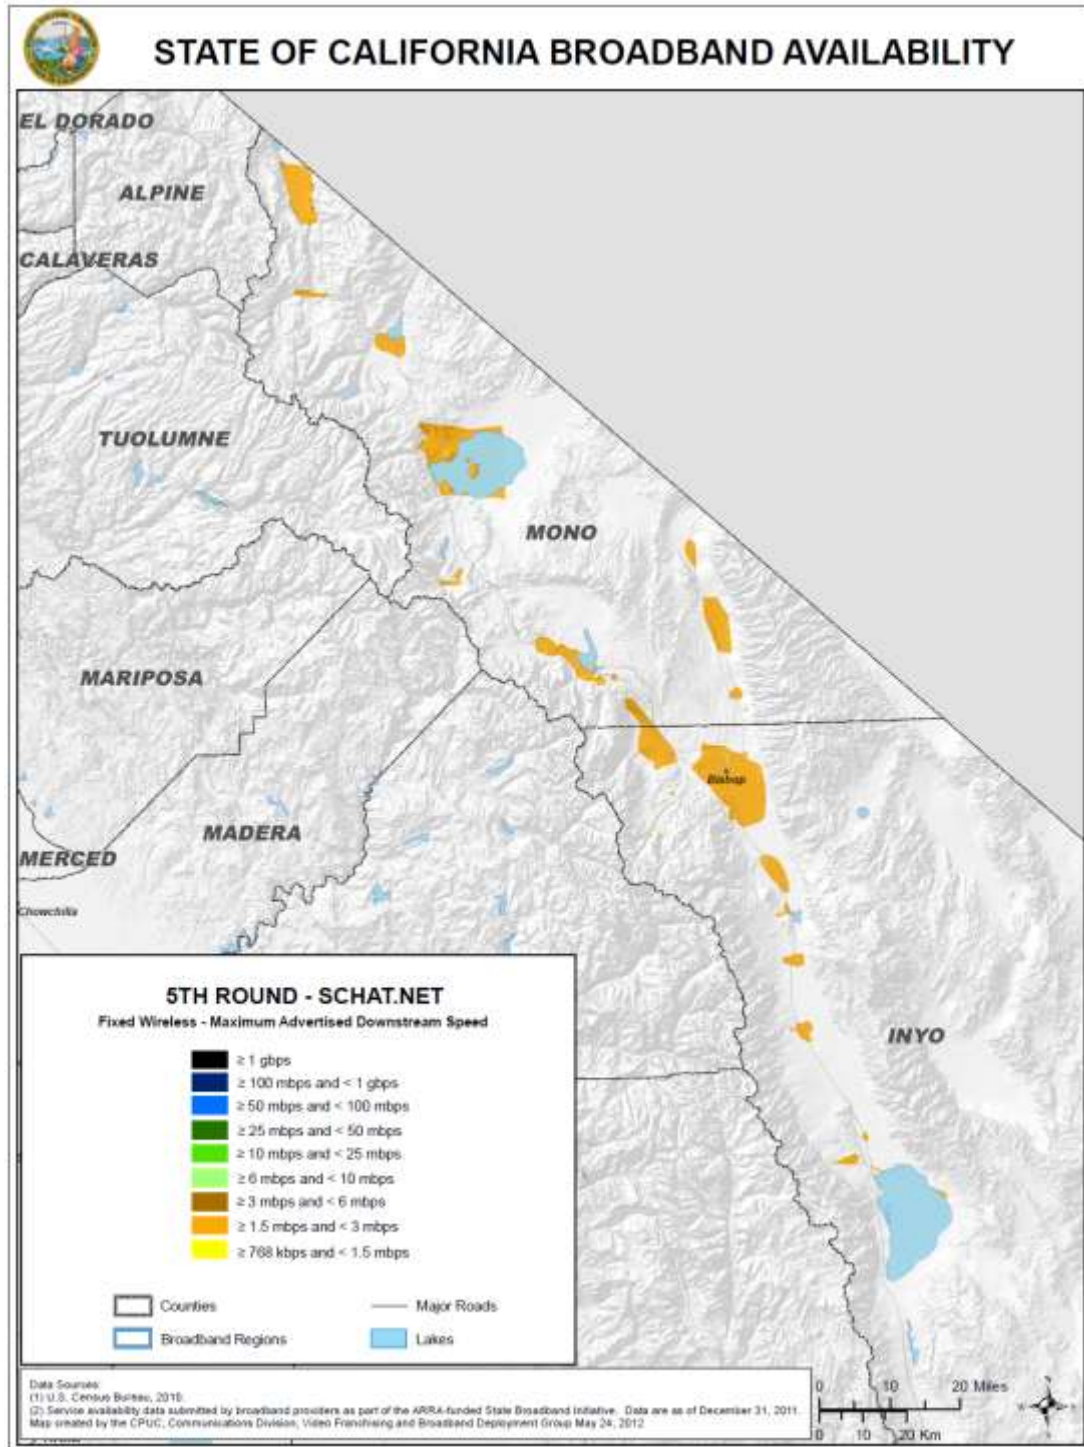 STATE OF CALIFORNIA BROADBAND AVAILABILITY
EL DORADO
ALPINE
CALAVERAS
TUOLUMNE
MONO
MARIPOSA
Bishop
MADERA
MERCED
Chowchilla
INYO
5TH ROUND - SCHAT.NET
Fixed Wireless - Maximum Advertised Downstream Speed
≥ 1 gbps
≥ 100 mbps and < 1 gbps
≥ 50 mbps and < 100 mbps
≥ 25 mbps and < 50 mbps
≥ 10 mbps and < 25 mbps
≥ 6 mbps and < 10 mbps
≥ 3 mbps and < 6 mbps
≥ 1.5 mbps and < 3 mbps
≥ 768 kbps and < 1.5 mbps
Counties
Major Roads
Broadband Regions
Lakes
Data Sources:
(1) U.S. Census Bureau, 2010.
(2) Service availability data submitted by broadband providers as part of the ARRA-funded State Broadband Initiative. Data are as of December 31, 2011.
Map created by the CPUC, Communications Division, Video Franchising and Broadband Deployment Group May 24, 2012
0 10 20 Miles
0 10 20 Km
N
W E
S